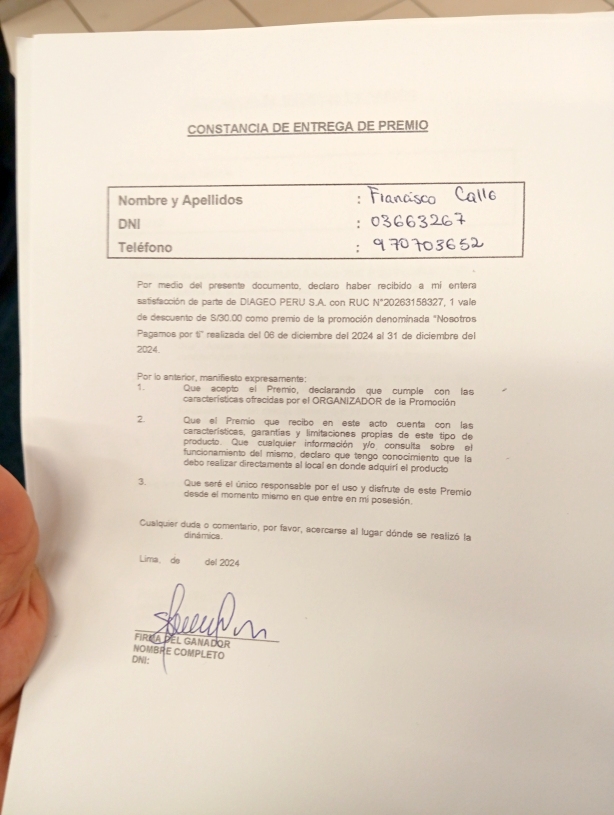 CONSTANCIA DE ENTREGA DE PREMIO
Nombre y Apellidos : Francisco Calle
DNI : 03663267
Teléfono : 970703652
Por medio del presente documento, declaro haber recibido a mi entera
satisfacción de parte de DIAGEO PERU S.A. con RUC N°20263158327, 1 vale
de descuento de S/30.00 como premio de la promoción denominada "Nosotros
Pagamos por ti" realizada del 06 de diciembre del 2024 al 31 de diciembre del
2024.
Por lo anterior, manifiesto expresamente:
1. Que acepto el Premio, declarando que cumple con las
características ofrecidas por el ORGANIZADOR de la Promoción
2. Que el Premio que recibo en este acto cuenta con las
características, garantías y limitaciones propias de este tipo de
producto. Que cualquier información y/o consulta sobre el
funcionamiento del mismo, declaro que tengo conocimiento que la
debo realizar directamente al local en donde adquirí el producto
3. Que seré el único responsable por el uso y disfrute de este Premio
desde el momento mismo en que entre en mi posesión.
Cualquier duda o comentario, por favor, acercarse al lugar dónde se realizó la
dinámica.
Lima, de del 2024
FIRMA DEL GANADOR
NOMBRE COMPLETO
DNI: